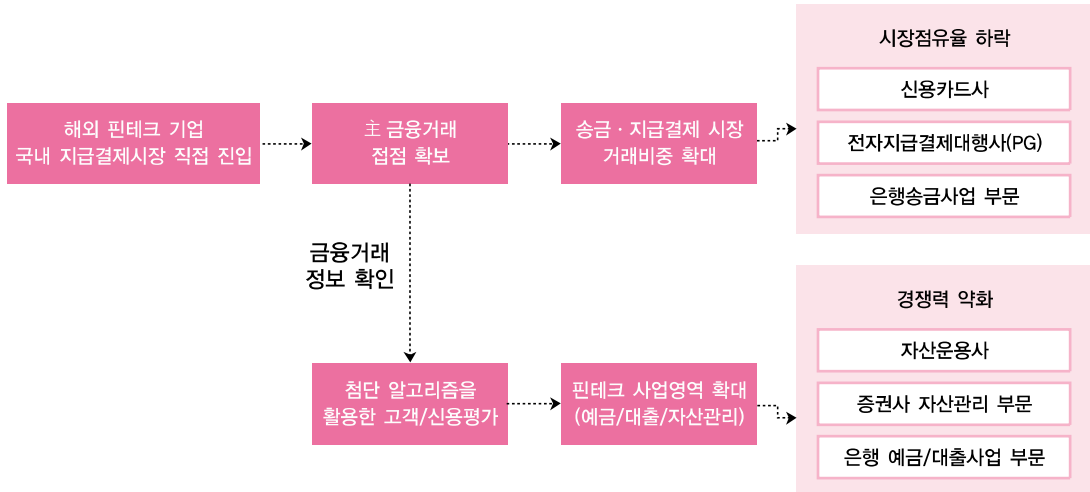 해외 핀테크 기업
국내 지급결제시장 직접 진입
主 금융거래
접점 확보
송금 · 지급결제 시장
거래비중 확대
시장점유율 하락
신용카드사
전자지급결제대행사(PG)
은행송금사업 부문
금융거래
정보 확인
첨단 알고리즘을
활용한 고객/신용평가
핀테크 사업영역 확대
(예금/대출/자산관리)
경쟁력 약화
자산운용사
증권사 자산관리 부문
은행 예금/대출사업 부문